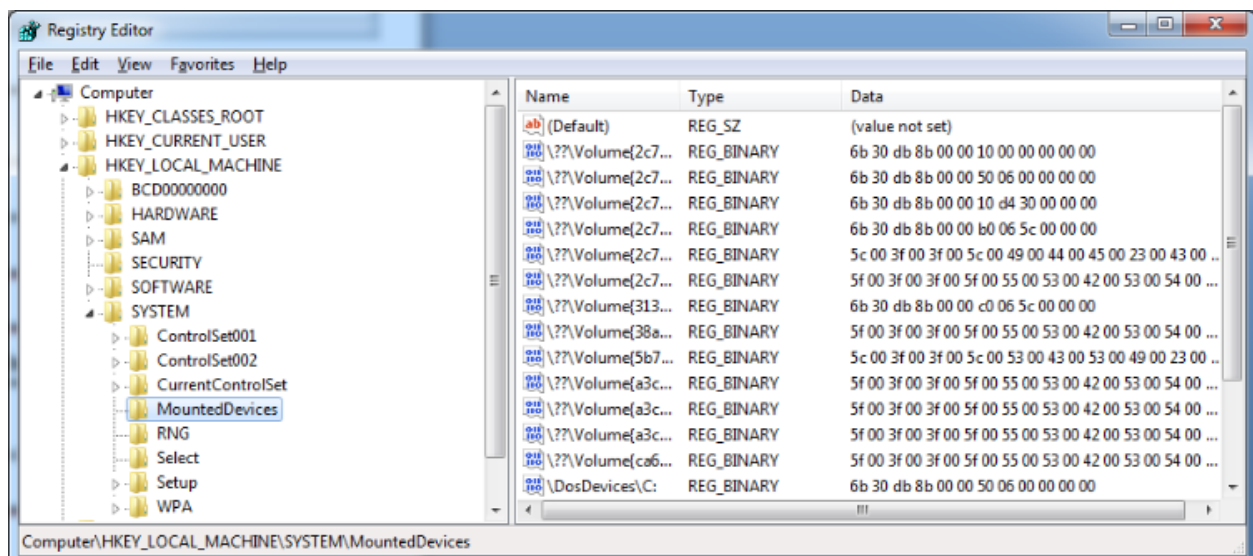 Registry Editor
File Edit View Favorites Help
Computer
HKEY_CLASSES_ROOT
HKEY_CURRENT_USER
HKEY_LOCAL_MACHINE
BCD00000000
HARDWARE
SAM
SECURITY
SOFTWARE
SYSTEM
ControlSet001
ControlSet002
CurrentControlSet
MountedDevices
RNG
Select
Setup
WPA
Name Type Data
(Default) REG_SZ (value not set)
\??\Volume{2c7... REG_BINARY 6b 30 db 8b 00 00 10 00 00 00 00 00
\??\Volume{2c7... REG_BINARY 6b 30 db 8b 00 00 50 06 00 00 00 00
\??\Volume{2c7... REG_BINARY 6b 30 db 8b 00 00 10 d4 30 00 00 00
\??\Volume{2c7... REG_BINARY 6b 30 db 8b 00 00 b0 06 5c 00 00 00
\??\Volume{2c7... REG_BINARY 5c 00 3f 00 3f 00 5c 00 49 00 44 00 45 00 23 00 43 00 ...
\??\Volume{2c7... REG_BINARY 5f 00 3f 00 3f 00 5f 00 55 00 53 00 42 00 53 00 54 00 ...
\??\Volume{313... REG_BINARY 6b 30 db 8b 00 00 c0 06 5c 00 00 00
\??\Volume{38a... REG_BINARY 5f 00 3f 00 3f 00 5f 00 55 00 53 00 42 00 53 00 54 00 ...
\??\Volume{5b7... REG_BINARY 5c 00 3f 00 3f 00 5c 00 53 00 43 00 53 00 49 00 23 00 ...
\??\Volume{a3c... REG_BINARY 5f 00 3f 00 3f 00 5f 00 55 00 53 00 42 00 53 00 54 00 ...
\??\Volume{a3c... REG_BINARY 5f 00 3f 00 3f 00 5f 00 55 00 53 00 42 00 53 00 54 00 ...
\??\Volume{a3c... REG_BINARY 5f 00 3f 00 3f 00 5f 00 55 00 53 00 42 00 53 00 54 00 ...
\??\Volume{ca6... REG_BINARY 5f 00 3f 00 3f 00 5f 00 55 00 53 00 42 00 53 00 54 00 ...
\DosDevices\C: REG_BINARY 6b 30 db 8b 00 00 50 06 00 00 00 00
Computer\HKEY_LOCAL_MACHINE\SYSTEM\MountedDevices